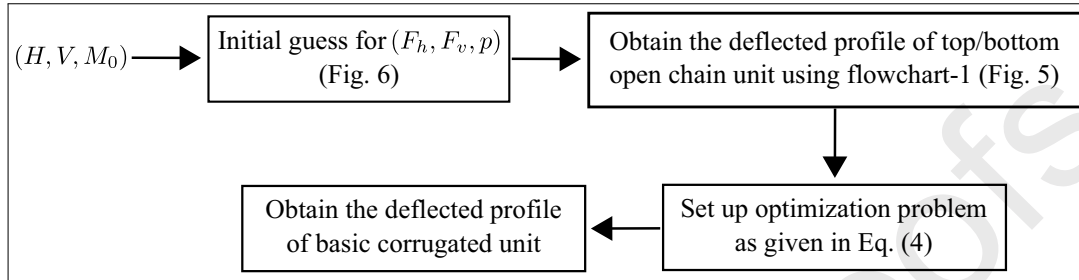 (H, V, M₀)
Initial guess for (Fₕ, Fᵥ, p)
(Fig. 6)
Obtain the deflected profile of top/bottom
open chain unit using flowchart-1 (Fig. 5)
Set up optimization problem
as given in Eq. (4)
Obtain the deflected profile
of basic corrugated unit